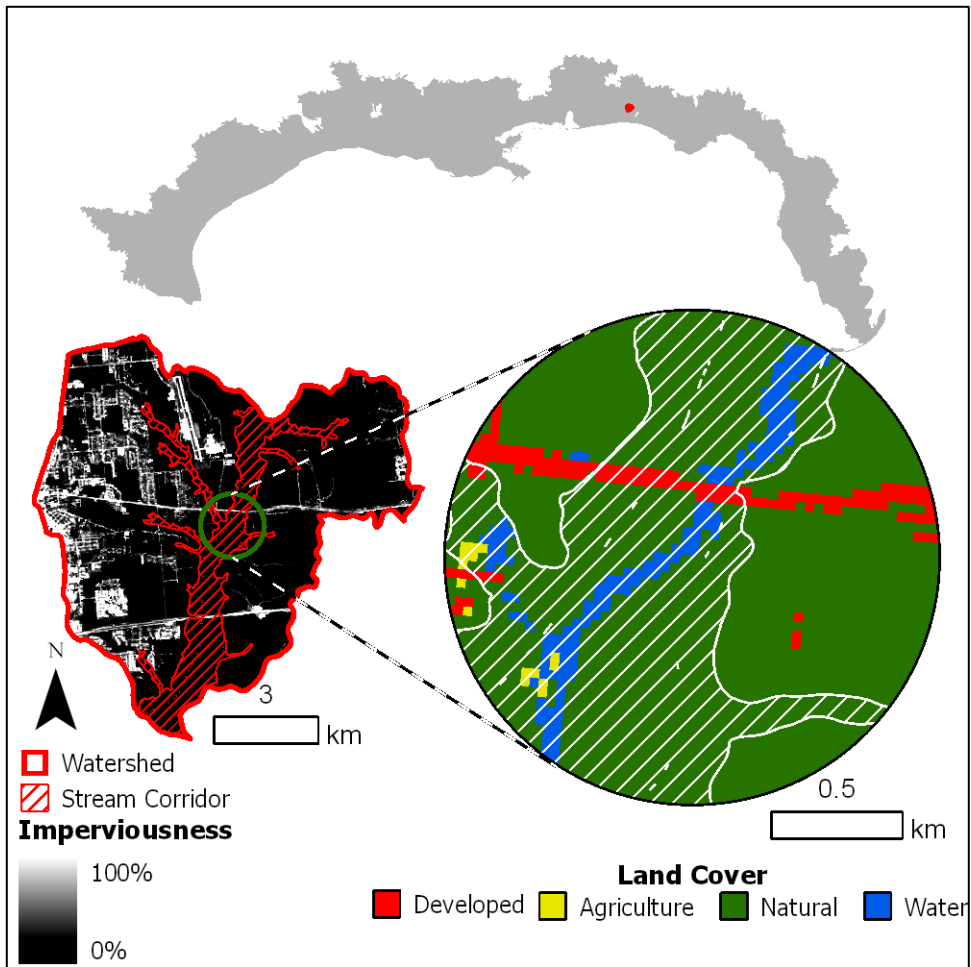 N
3
km
Watershed
Stream Corridor
Imperviousness
100%
0%
0.5
km
Land Cover
Developed Agriculture Natural Water